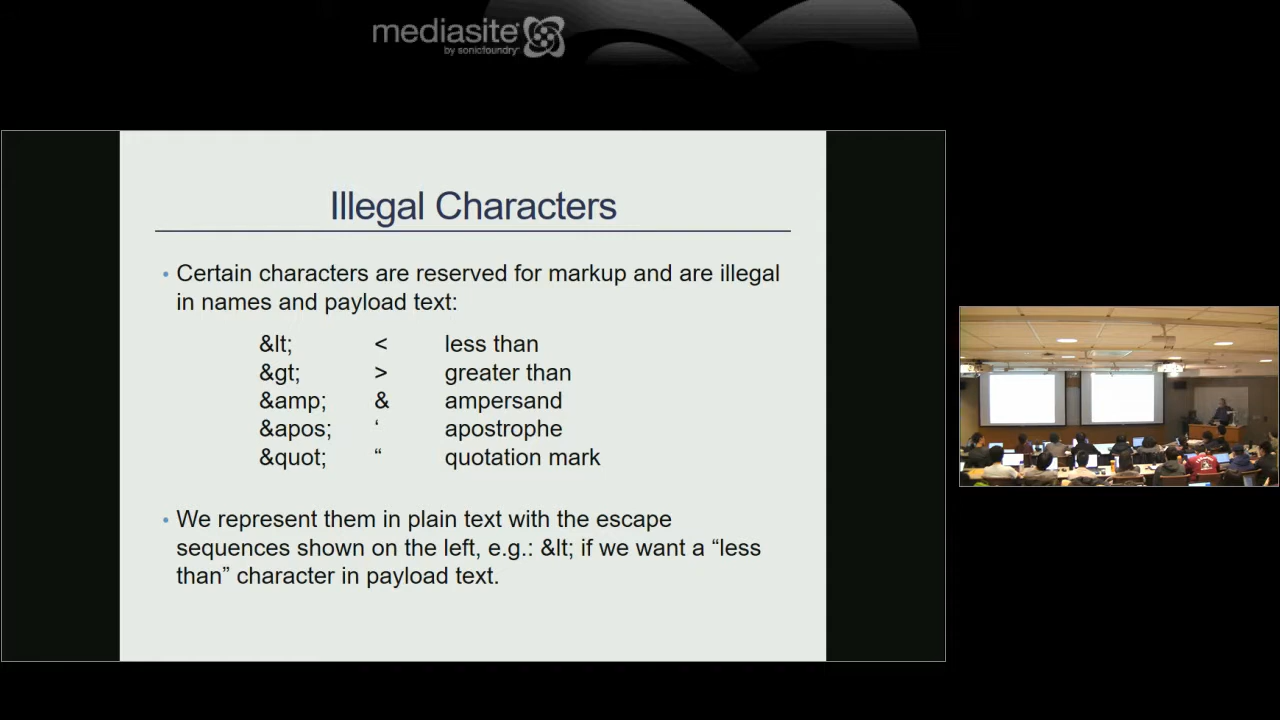 mediasite
by sonicfoundry
Illegal Characters
• Certain characters are reserved for markup and are illegal
in names and payload text:
&lt; < less than
&gt; > greater than
&amp; & ampersand
&apos; ‘ apostrophe
&quot; “ quotation mark
• We represent them in plain text with the escape
sequences shown on the left, e.g.: &lt; if we want a “less
than” character in payload text.